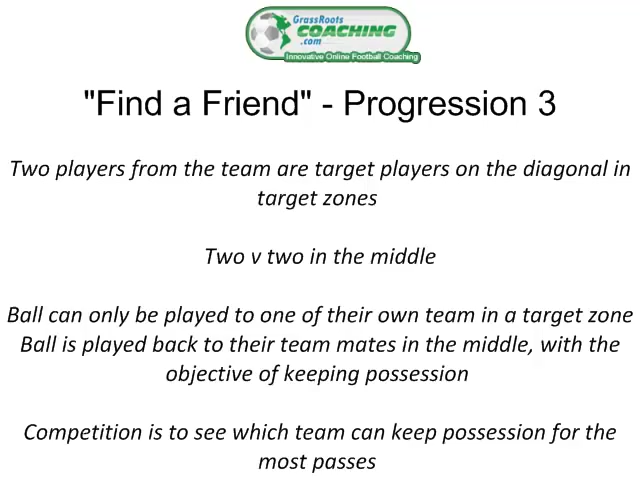 GrassRoots
COACHING
.com
Innovative Online Football Coaching
"Find a Friend" - Progression 3
Two players from the team are target players on the diagonal in
target zones
Two v two in the middle
Ball can only be played to one of their own team in a target zone
Ball is played back to their team mates in the middle, with the
objective of keeping possession
Competition is to see which team can keep possession for the
most passes